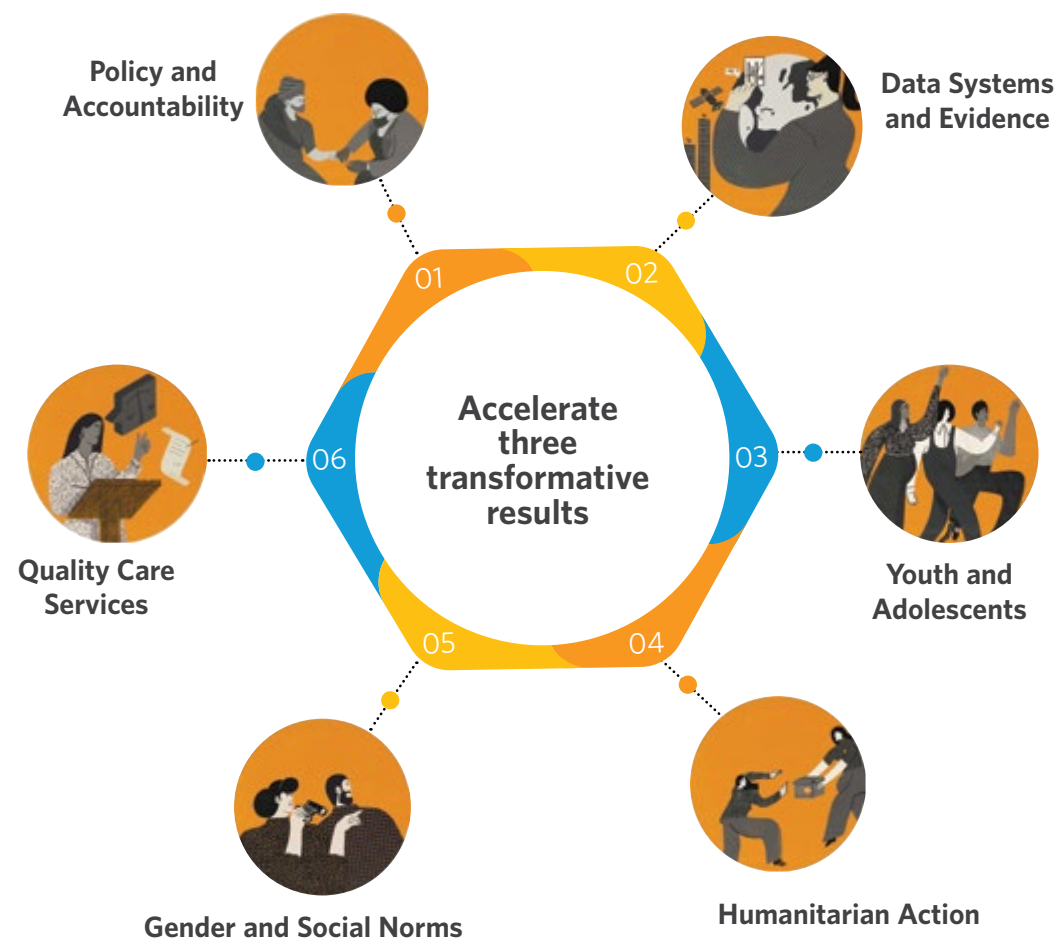 Policy and
Accountability
Data Systems
and Evidence
01
02
Accelerate
three
transformative
results
06
03
Quality Care
Services
Youth and
Adolescents
05
04
Gender and Social Norms
Humanitarian Action